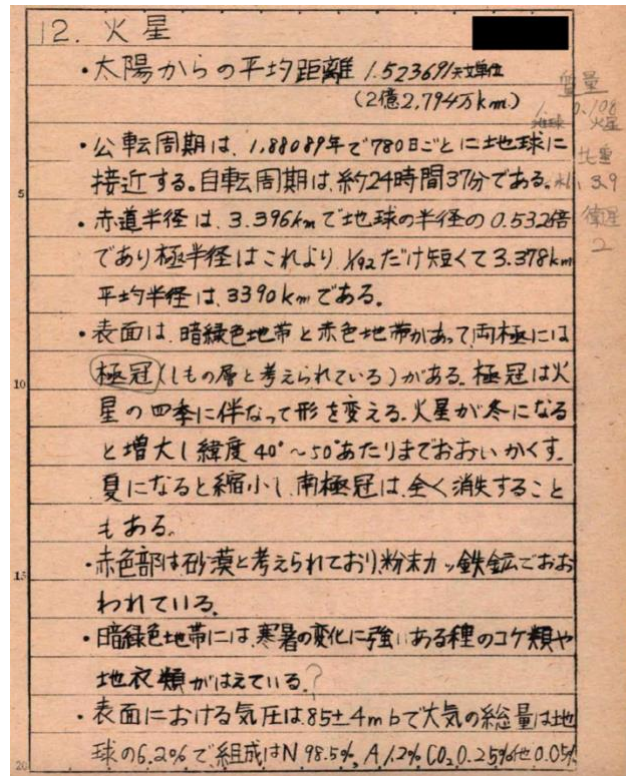 12. 火星
・太陽からの平均距離 1.523691天文単位
(2億2,794万km)
・公転周期は、1,88089年で780日ごとに地球に
接近する。自転周期は、約24時間37分である。
・赤道半径は、3.396kmで地球の半径の0.532倍
であり極半径はこれより 1/192だけ短くて3.378km
平均半径は、3390kmである。
・表面は、暗緑色地帯と赤色地帯があって両極には
極冠(しもの層と考えられている)がある。極冠は火
星の四季に伴なって形を変える。火星が冬になる
と増大し緯度40°～50°あたりまでおおいかくす。
夏になると縮小し、南極冠は、全く消失すること
もある。
・赤色部は砂漠と考えられており、粉末カッ鉄鉱でおお
われている。
・暗緑色地帯には、寒暑の変化に強いある種のコケ類や
地衣類がはえている。?
・表面における気圧は85±4mbで大気の総量は地
球の6.20%で、組成はN 98.5%, A 1.2% CO₂0.25%他0.05%
質量
1 0.108
地球 火星
比重
水1 3.9
衛星
2
5
10
15
20